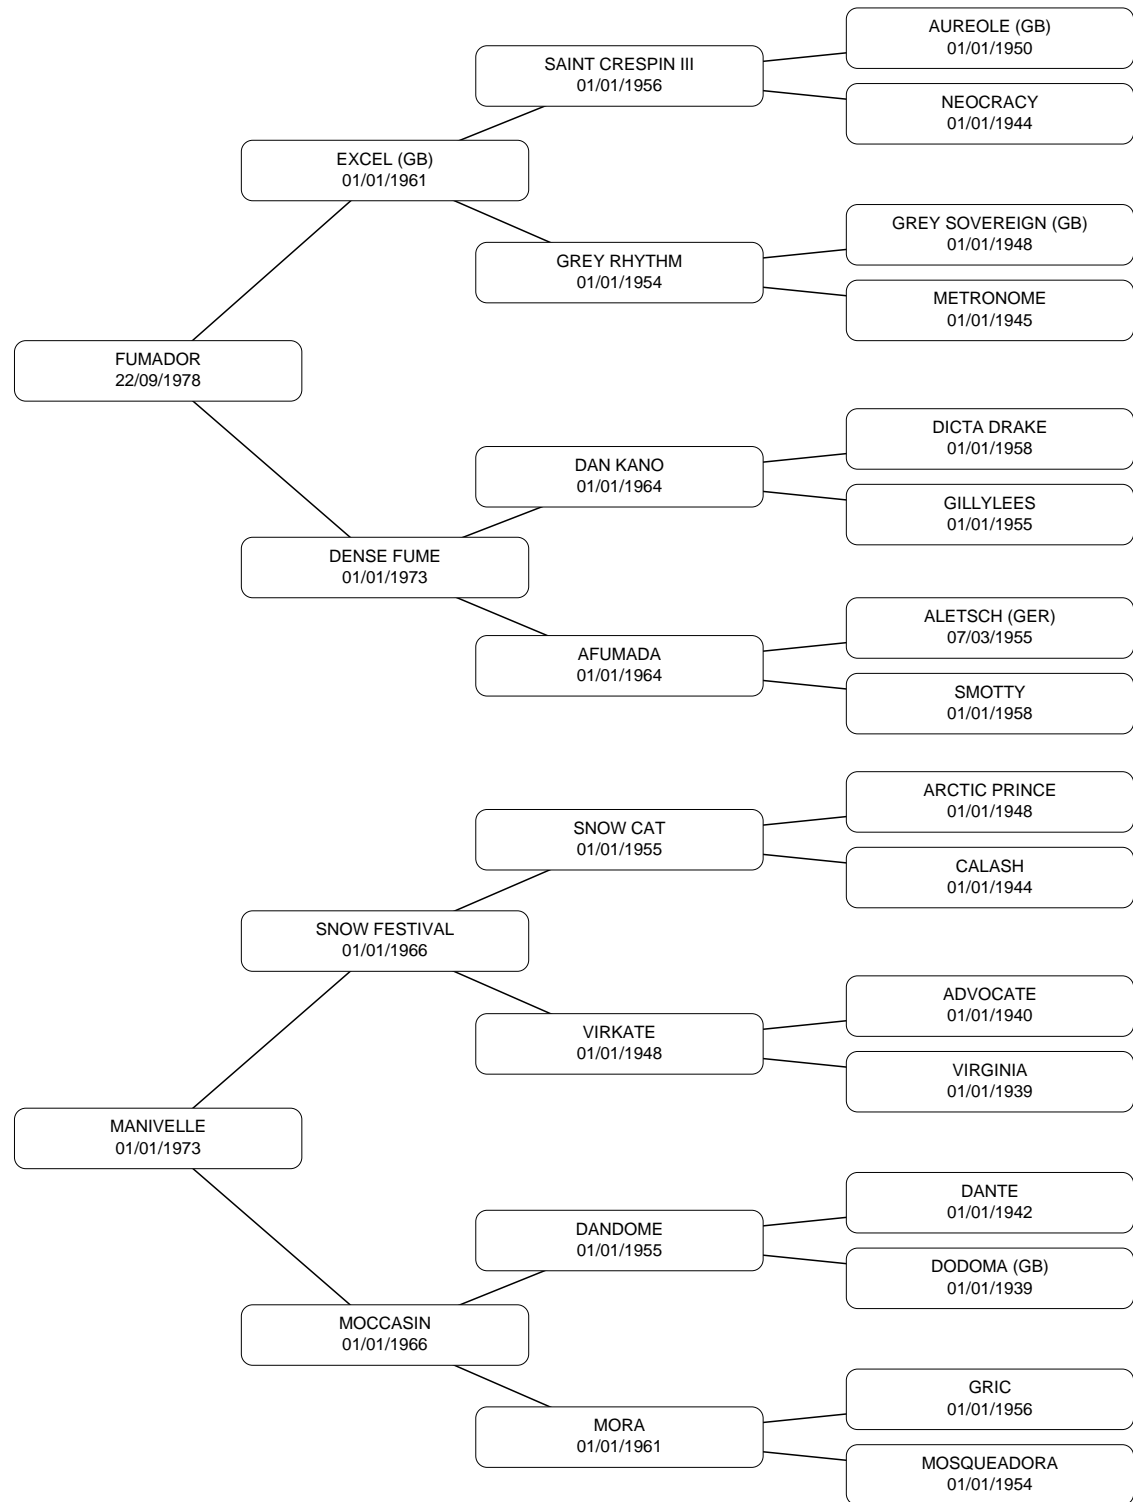 AUREOLE (GB)
01/01/1950
SAINT CRESPIN III
01/01/1956
NEOCRACY
01/01/1944
EXCEL (GB)
01/01/1961
GREY SOVEREIGN (GB)
01/01/1948
GREY RHYTHM
01/01/1954
METRONOME
01/01/1945
FUMADOR
22/09/1978
DICTA DRAKE
01/01/1958
DAN KANO
01/01/1964
GILLYLEES
01/01/1955
DENSE FUME
01/01/1973
ALETSCH (GER)
07/03/1955
AFUMADA
01/01/1964
SMOTTY
01/01/1958
ARCTIC PRINCE
01/01/1948
SNOW CAT
01/01/1955
CALASH
01/01/1944
SNOW FESTIVAL
01/01/1966
ADVOCATE
01/01/1940
VIRKATE
01/01/1948
VIRGINIA
01/01/1939
MANIVELLE
01/01/1973
DANTE
01/01/1942
DANDOME
01/01/1955
DODOMA (GB)
01/01/1939
MOCCASIN
01/01/1966
GRIC
01/01/1956
MORA
01/01/1961
MOSQUEADORA
01/01/1954